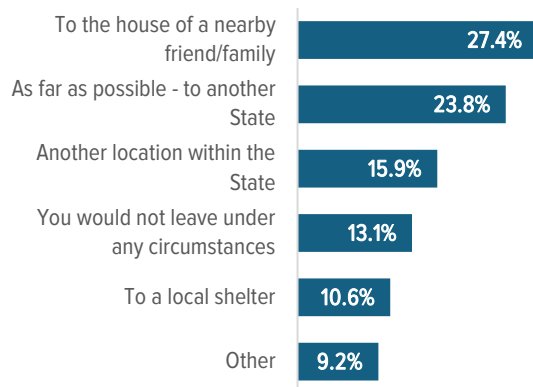 To the house of a nearby
friend/family
27.4%
As far as possible - to another
State
23.8%
Another location within the
State
15.9%
You would not leave under
any circumstances
13.1%
To a local shelter
10.6%
Other
9.2%